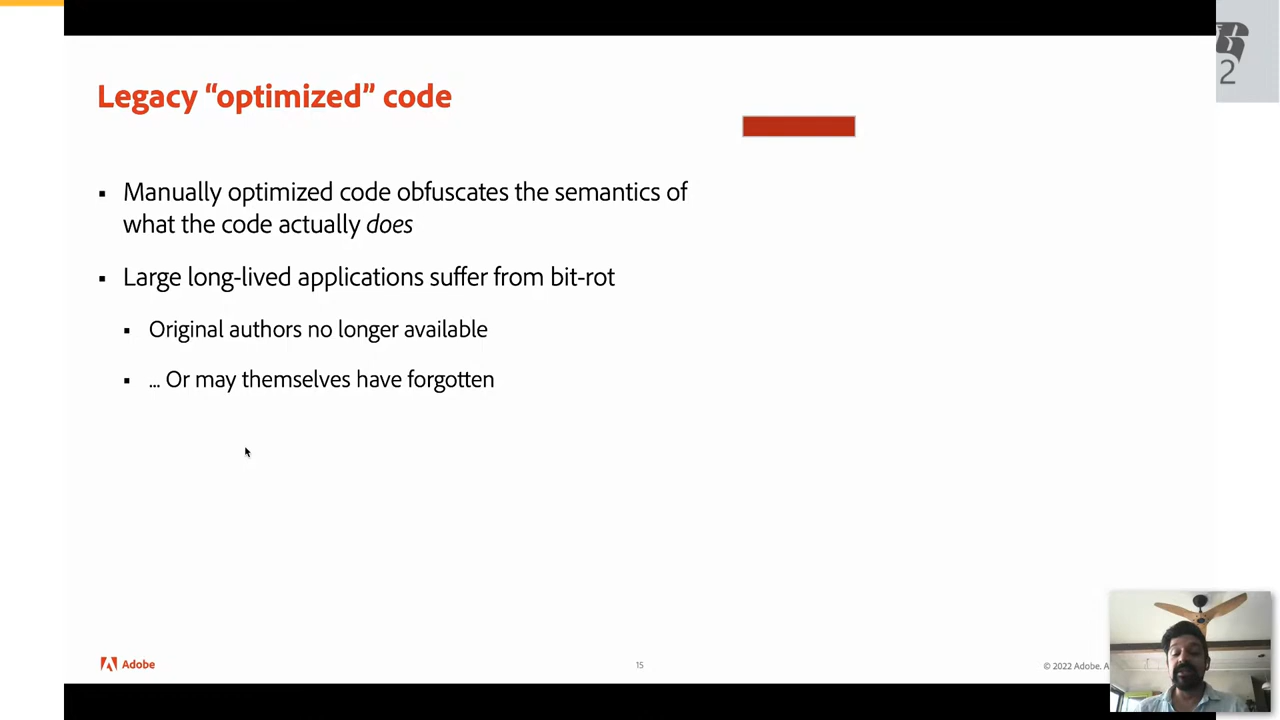 Legacy “optimized” code
2
▪ Manually optimized code obfuscates the semantics of
what the code actually does
▪ Large long-lived applications suffer from bit-rot
▪ Original authors no longer available
▪ ... Or may themselves have forgotten
Adobe
15
© 2022 Adobe. A